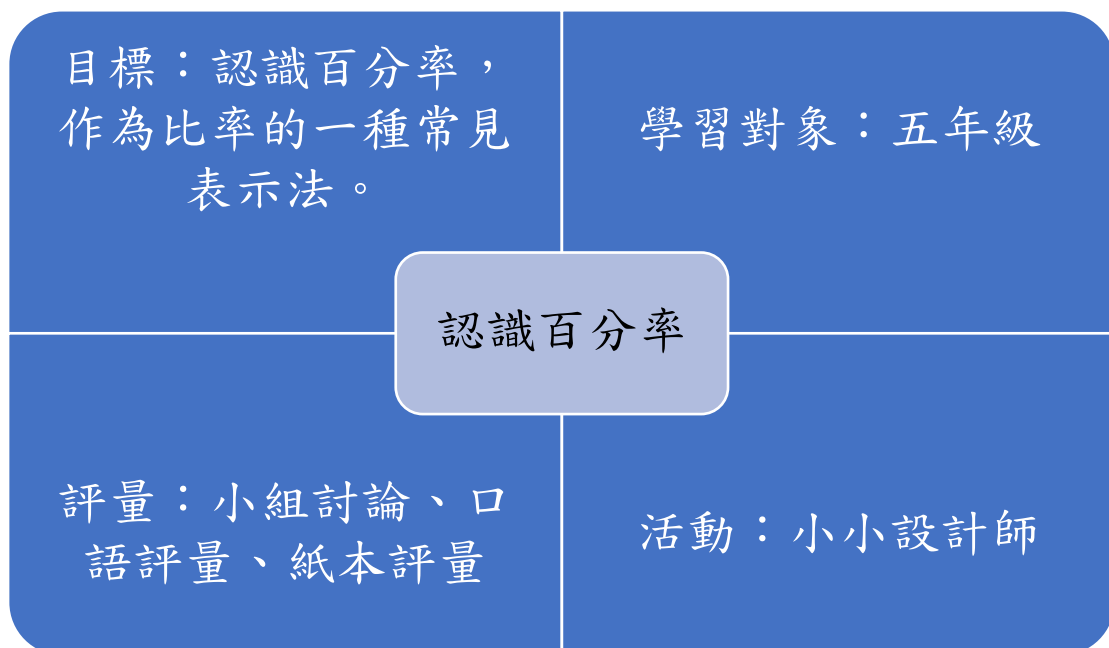 目標：認識百分率，
作為比率的一種常見
表示法。
學習對象：五年級
認識百分率
評量：小組討論、口
語評量、紙本評量
活動：小小設計師